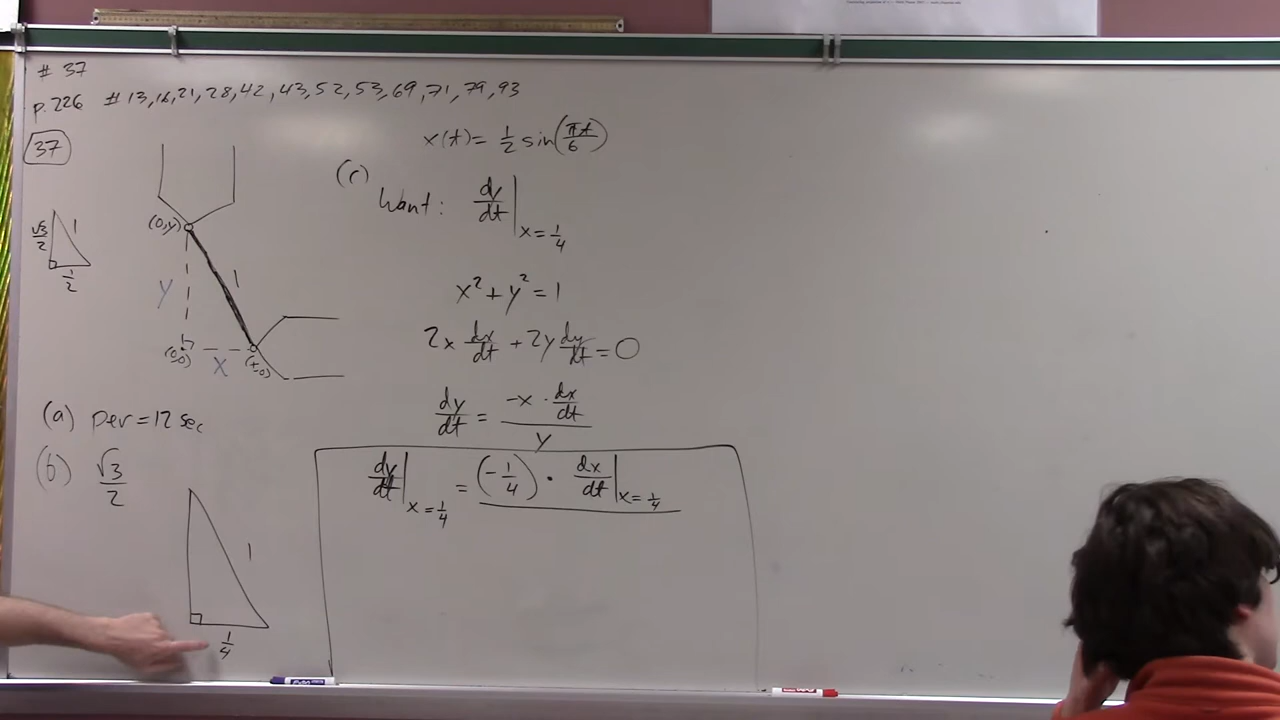 # 37
p. 226 # 13, 16, 21, 28, 42, 43, 52, 53, 69, 71, 79, 93
37
x(t) = 1/2 sin(πt/6)
(c)
Want: dy/dt | x = 1/4
√3/2
1
1/2
(0,y)
1
y
(0,0)
x
x² + y² = 1
2x dx/dt + 2y dy/dt = 0
dy/dt = -x · dx/dt / y
(a) per = 12 sec
(b) √3/2
dy/dt | x = 1/4 = (-1/4) · dx/dt | x = 1/4
1
1/4